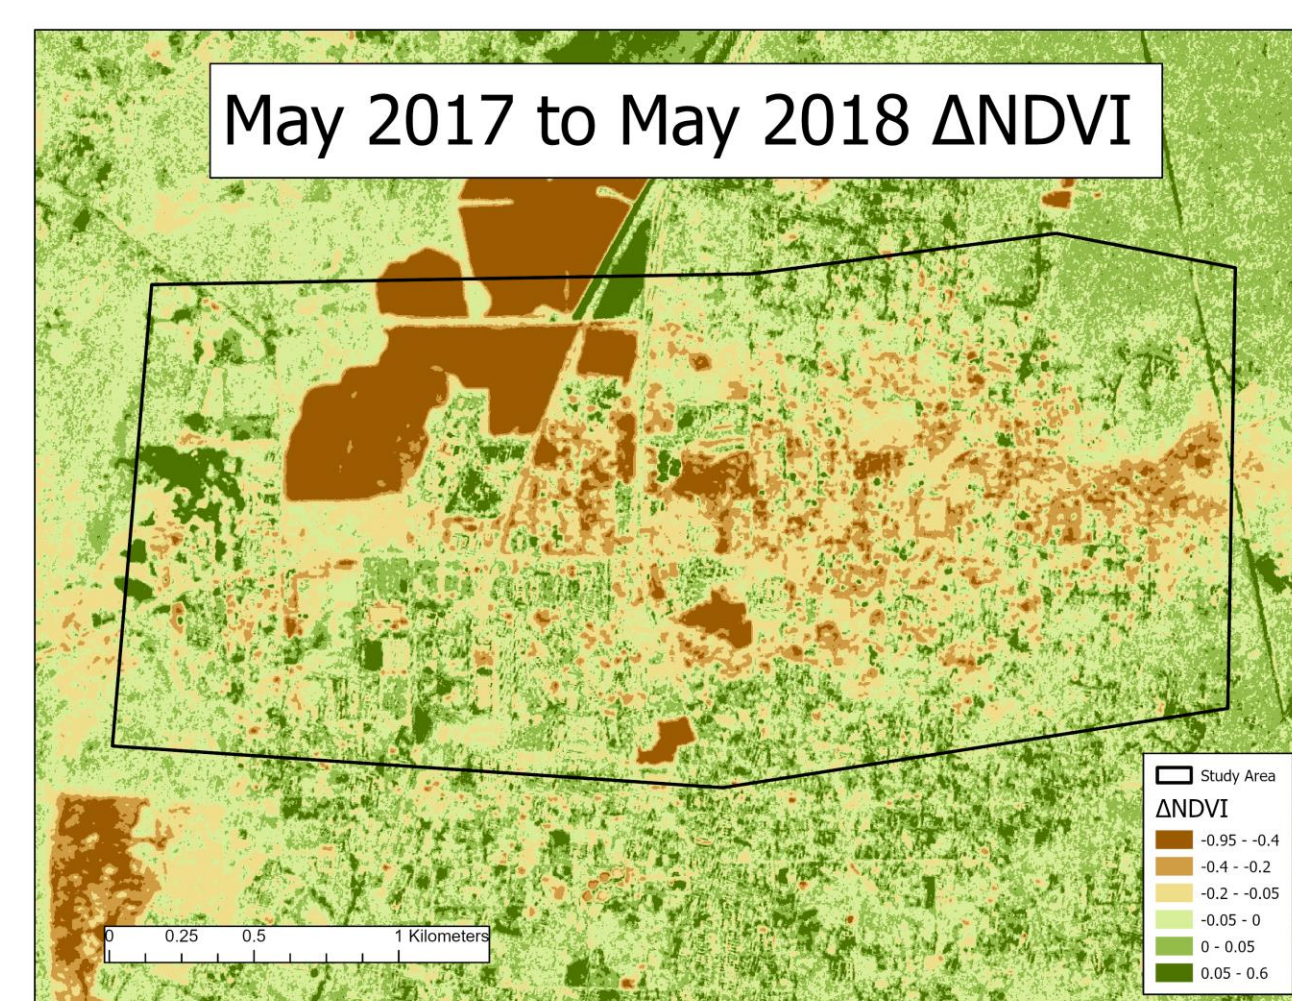 May 2017 to May 2018 ΔNDVI
Study Area
ΔNDVI
-0.95 - -0.4
-0.4 - -0.2
-0.2 - -0.05
-0.05 - 0
0 - 0.05
0.05 - 0.6
0 0.25 0.5 1 Kilometers